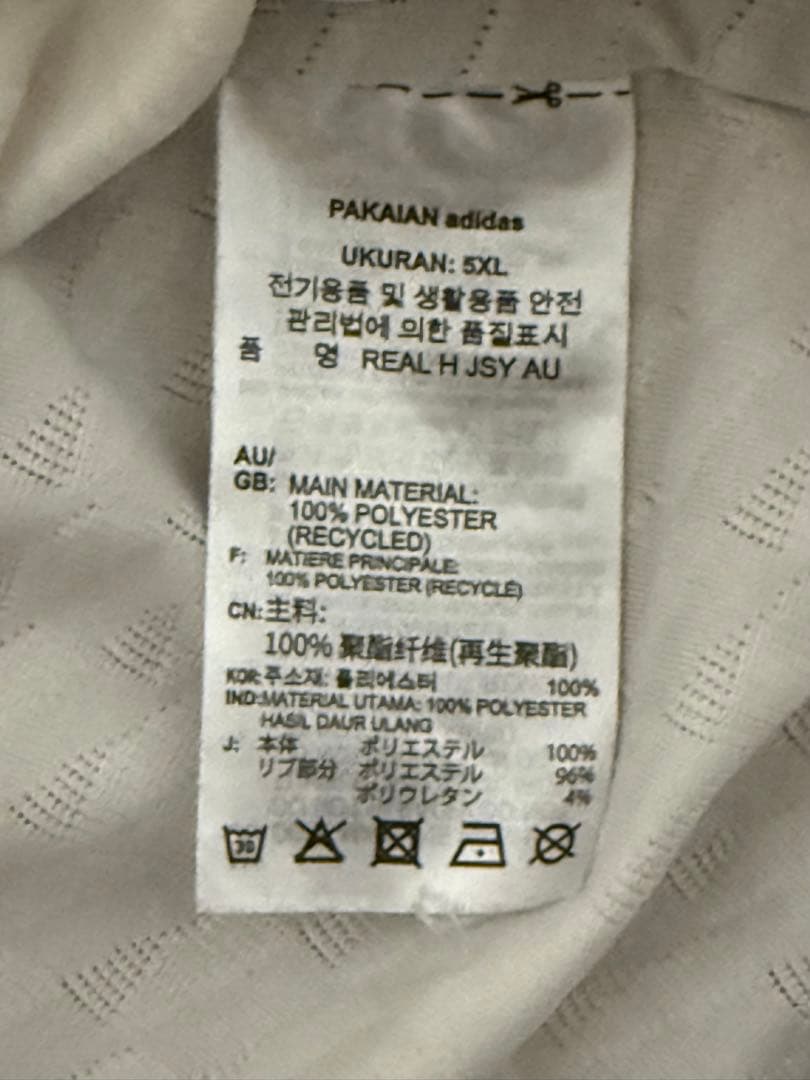 PAKAIAN adidas
UKURAN: 5XL
전기용품 및 생활용품 안전
관리법에 의한 품질표시
품 명 REAL H JSY AU
AU/
GB: MAIN MATERIAL:
100% POLYESTER
(RECYCLED)
F: MATIERE PRINCIPALE:
100% POLYESTER (RECYCLÉ)
CN:主料:
100% 聚酯纤维(再生聚酯)
KOR:주소재: 폴리에스터 100%
IND:MATERIAL UTAMA: 100% POLYESTER
HASIL DAUR ULANG
J: 本体 ポリエステル 100%
リブ部分 ポリエステル 96%
ポリウレタン 4%
30